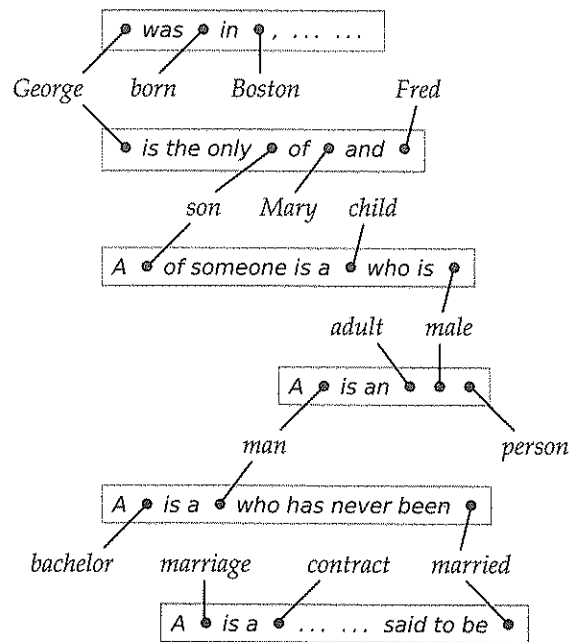 • was • in • , ... ...
George born Boston Fred
• is the only • of • and •
son Mary child
A • of someone is a • who is •
adult male
A • is an • • •
man person
A • is a • who has never been •
bachelor marriage contract married
A • is a • ... ... said to be •